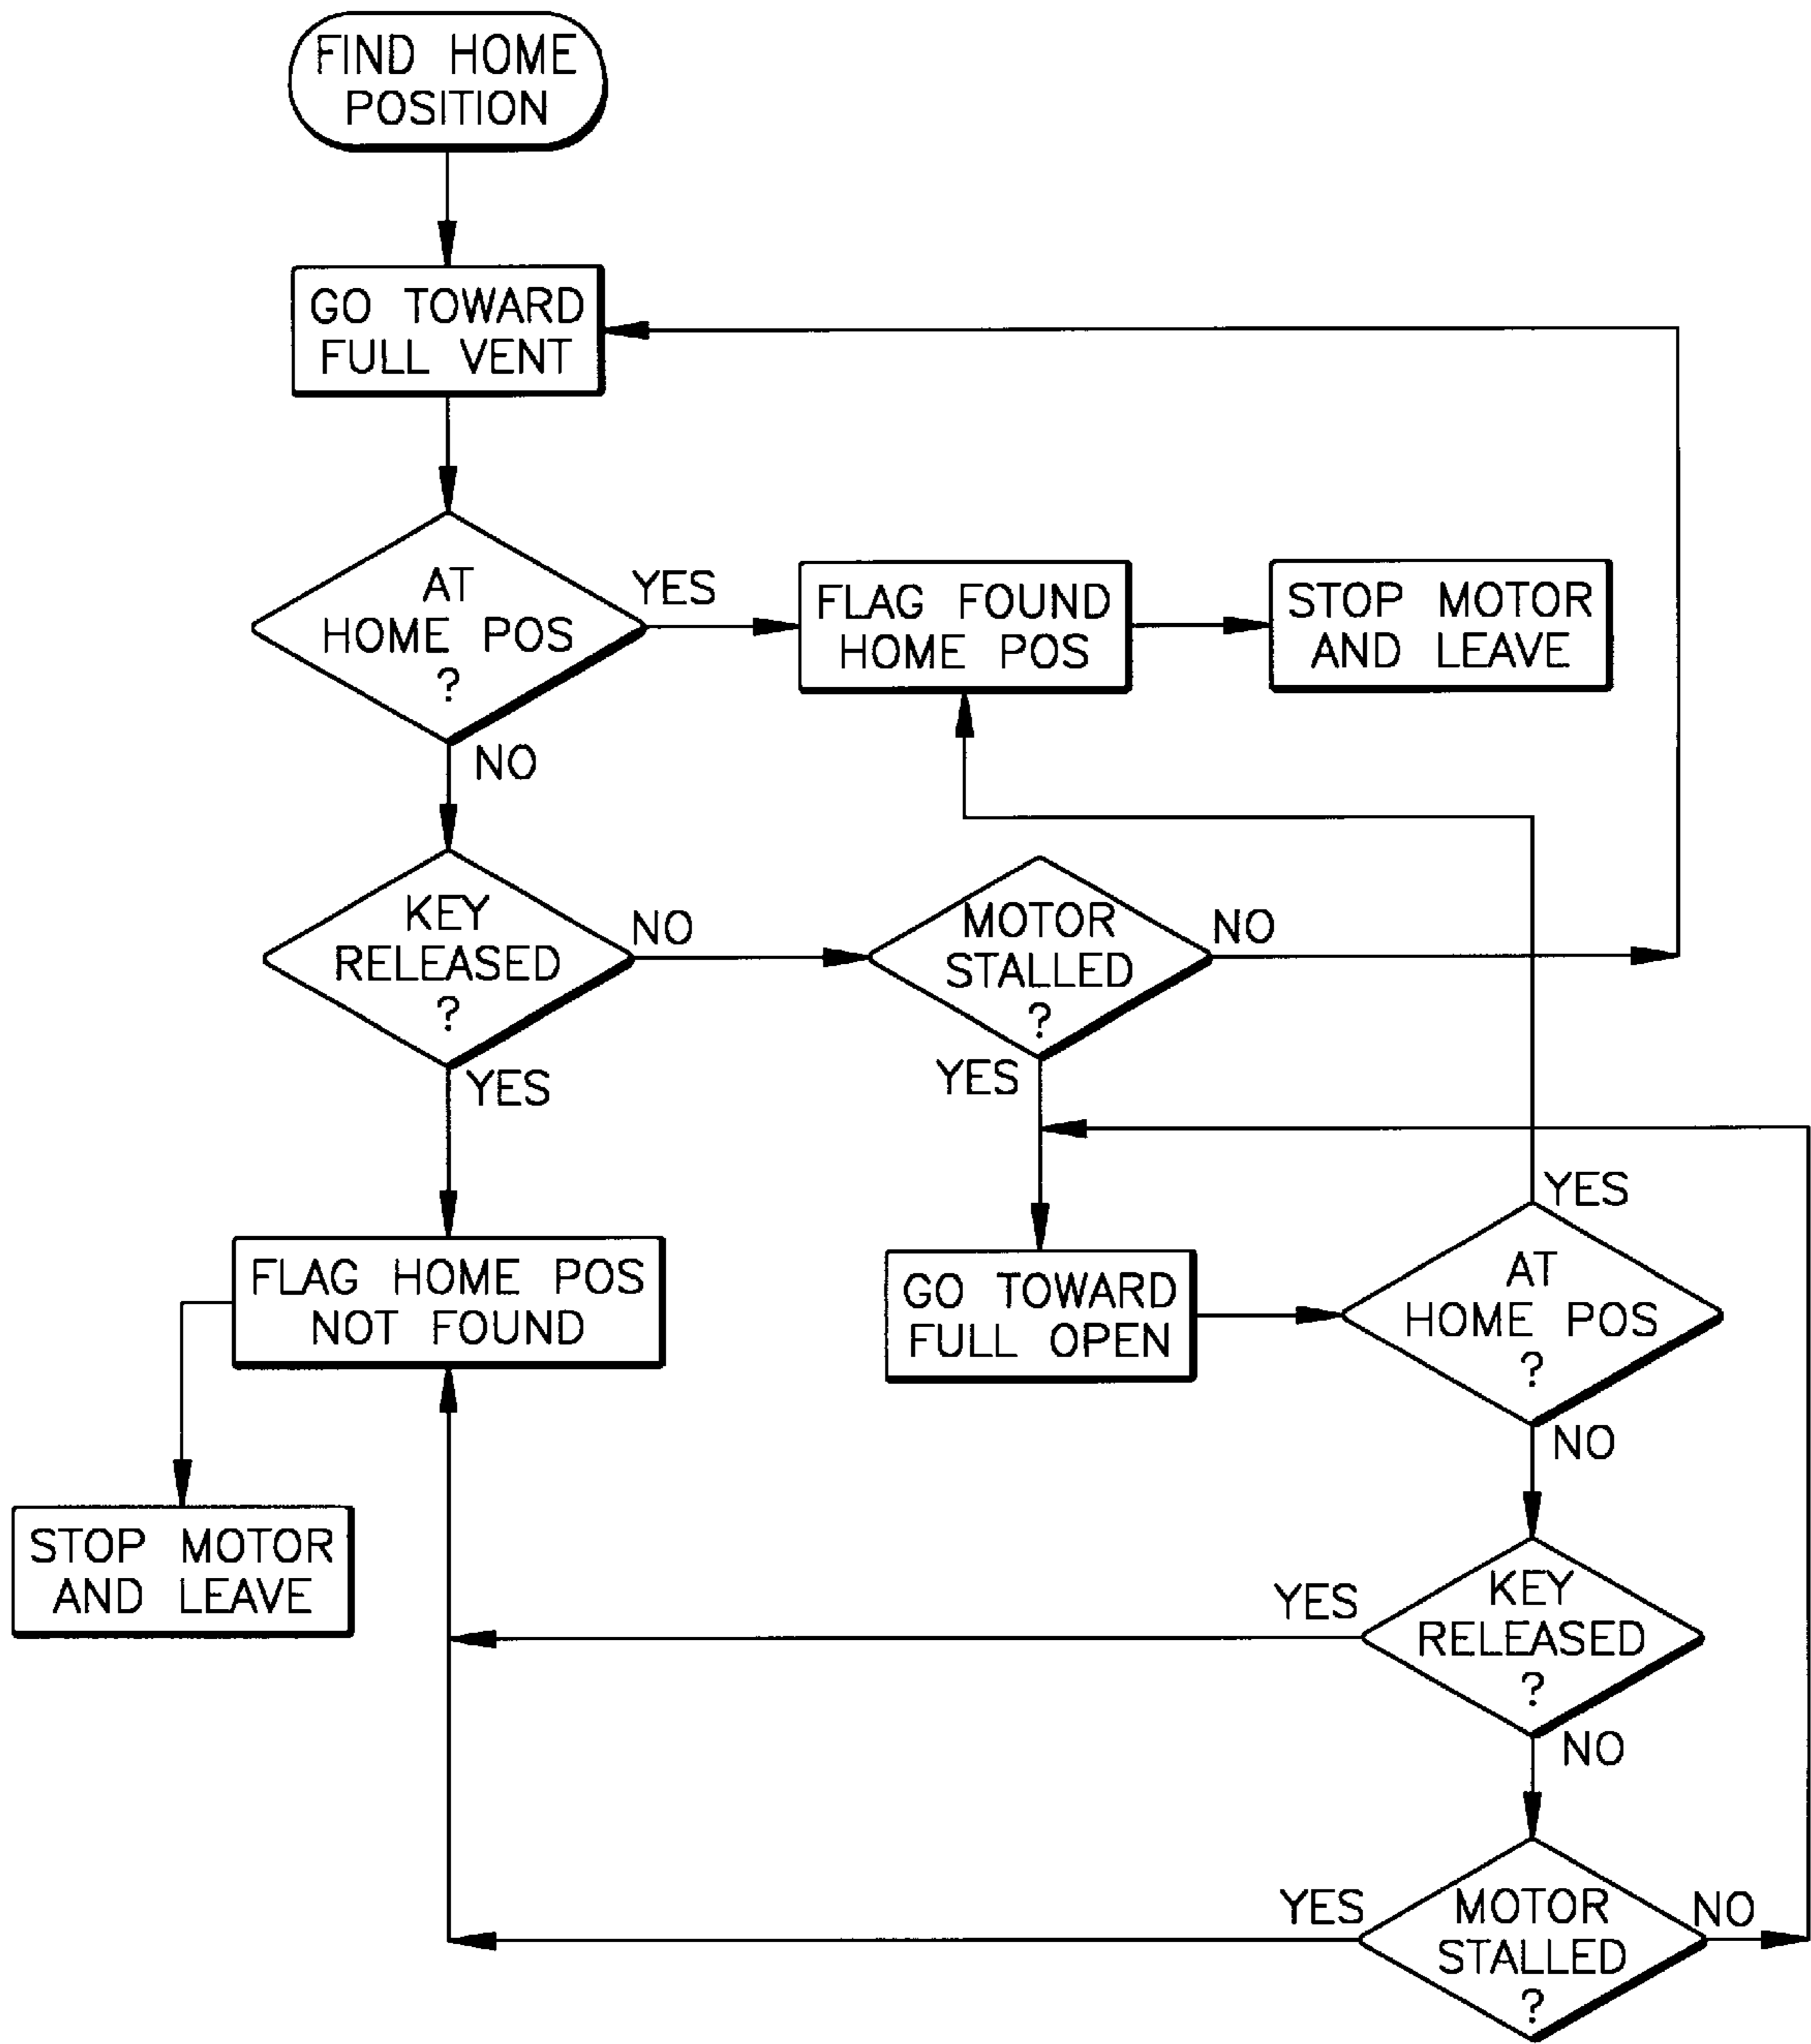 FIND HOME
POSITION
GO TOWARD
FULL VENT
AT
HOME POS
?
YES
FLAG FOUND
HOME POS
STOP MOTOR
AND LEAVE
NO
KEY
RELEASED
?
NO
MOTOR
STALLED
?
NO
YES
YES
FLAG HOME POS
NOT FOUND
GO TOWARD
FULL OPEN
YES
AT
HOME POS
?
NO
STOP MOTOR
AND LEAVE
YES
KEY
RELEASED
?
NO
YES
MOTOR
STALLED
?
NO